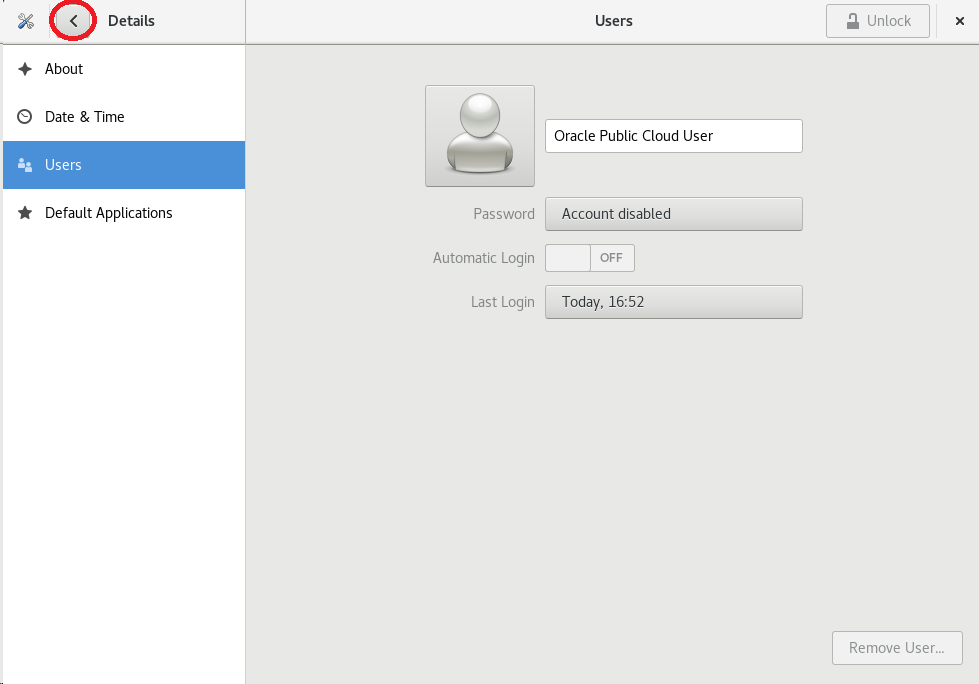 Details
Users
Unlock
About
Date & Time
Users
Default Applications
Oracle Public Cloud User
Password
Account disabled
Automatic Login
OFF
Last Login
Today, 16:52
Remove User...